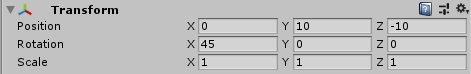 Transform
Position X 0 Y 10 Z -10
Rotation X 45 Y 0 Z 0
Scale X 1 Y 1 Z 1